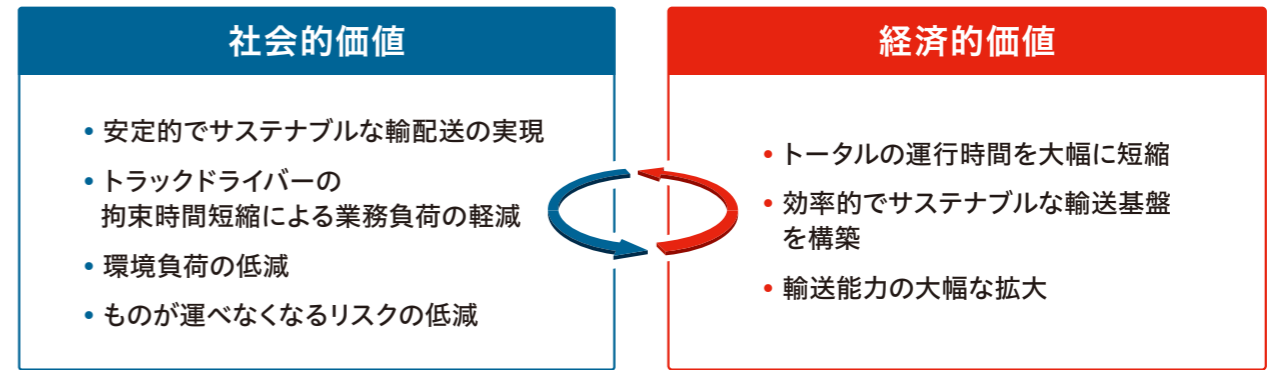 社会的価値
• 安定的でサステナブルな輸配送の実現
• トラックドライバーの
拘束時間短縮による業務負荷の軽減
• 環境負荷の低減
• ものが運べなくなるリスクの低減
経済的価値
• トータルの運行時間を大幅に短縮
• 効率的でサステナブルな輸送基盤
を構築
• 輸送能力の大幅な拡大